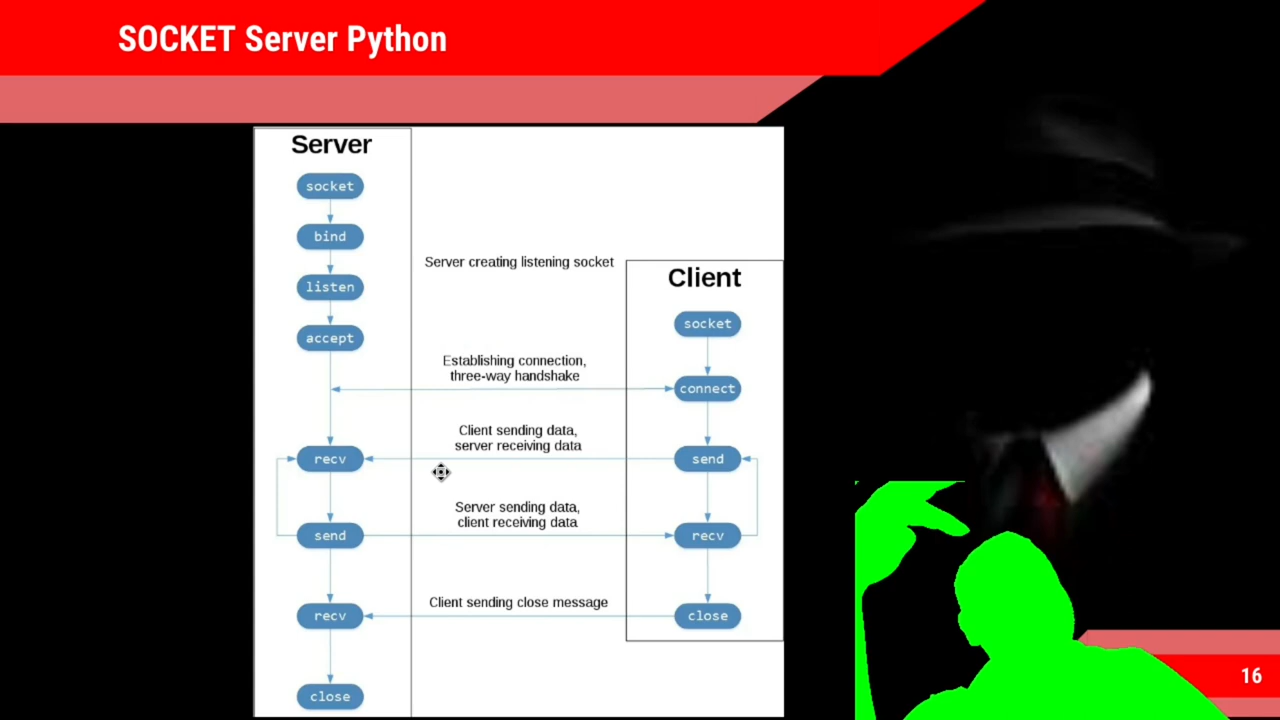 SOCKET Server Python
Server
socket
bind
listen
accept
recv
send
recv
close
Server creating listening socket
Establishing connection,
three-way handshake
Client sending data,
server receiving data
Server sending data,
client receiving data
Client sending close message
Client
socket
connect
send
recv
close
16